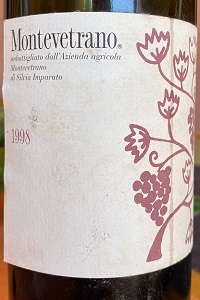 Montevetrano®
imbottigliato dall'Azienda agricola
Montevetrano
di Silvia Imparato
1998